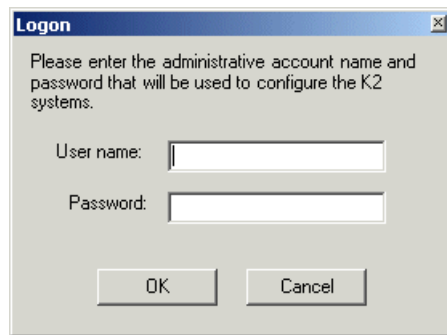 Logon
Please enter the administrative account name and
password that will be used to configure the K2
systems.
User name:
Password:
OK Cancel